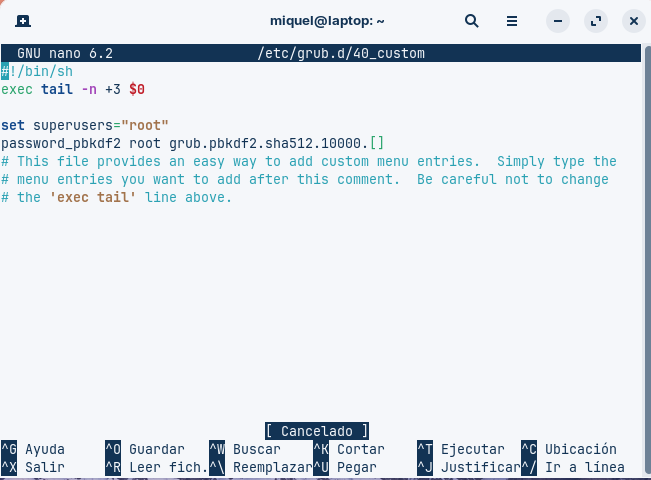 miquel@laptop: ~
GNU nano 6.2 /etc/grub.d/40_custom
#!/bin/sh
exec tail -n +3 $0
set superusers="root"
password_pbkdf2 root grub.pbkdf2.sha512.10000.[]
# This file provides an easy way to add custom menu entries.  Simply type the
# menu entries you want to add after this comment.  Be careful not to change
# the 'exec tail' line above.
[ Cancelado ]
^G Ayuda ^O Guardar ^W Buscar ^K Cortar ^T Ejecutar ^C Ubicación
^X Salir ^R Leer fich. ^\ Reemplazar ^U Pegar ^J Justificar ^/ Ir a línea